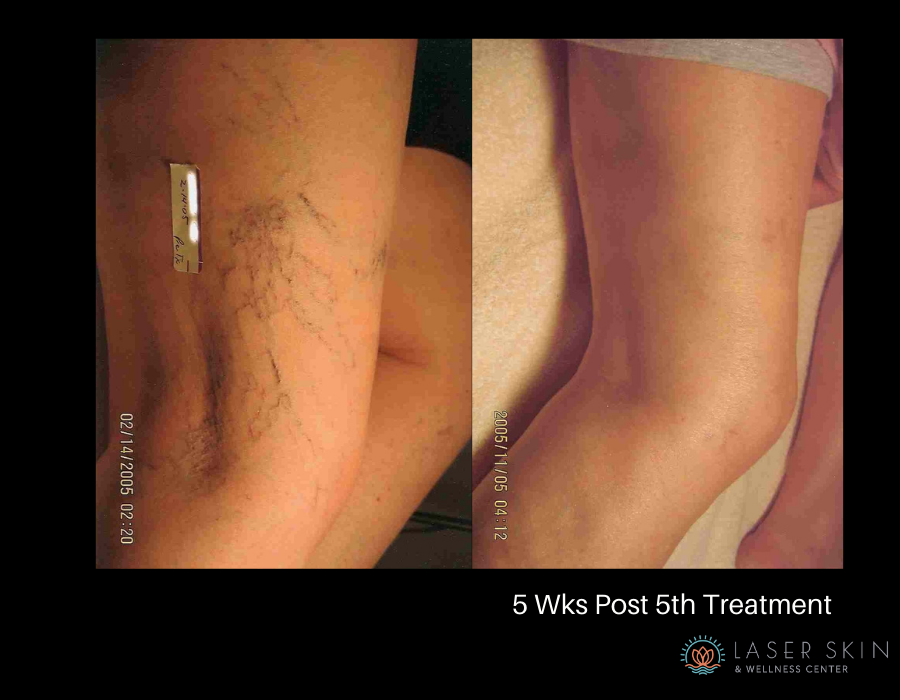 02/14/2005 02:20
2005/11/05 04:12
5 Wks Post 5th Treatment
LASER SKIN
& WELLNESS CENTER